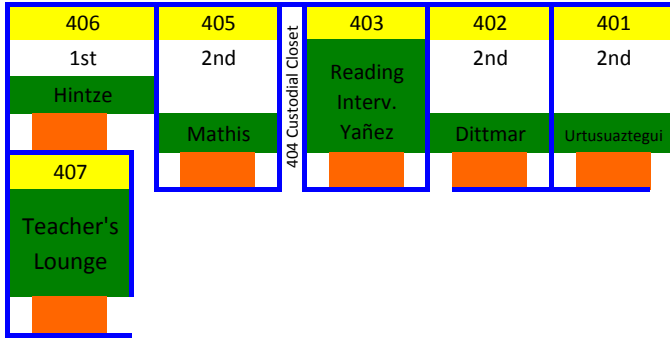 406
1st
Hintze
405
2nd
Mathis
404 Custodial Closet
403
Reading
Interv.
Yañez
402
2nd
Dittmar
401
2nd
Urtusuaztegui
407
Teacher's
Lounge